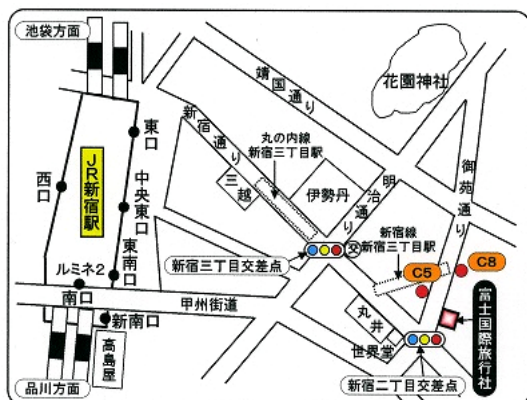 池袋方面
花園神社
靖国通り
新宿通り
丸の内線
新宿三丁目駅
東口
JR新宿駅
西口
中央東口
三越
伊勢丹
明治通り
御苑通り
交
新宿線
新宿三丁目駅
東南口
ルミネ2
新宿三丁目交差点
C5
C8
南口
甲州街道
新南口
高島屋
丸井
世界堂
富士国際旅行社
品川方面
新宿二丁目交差点